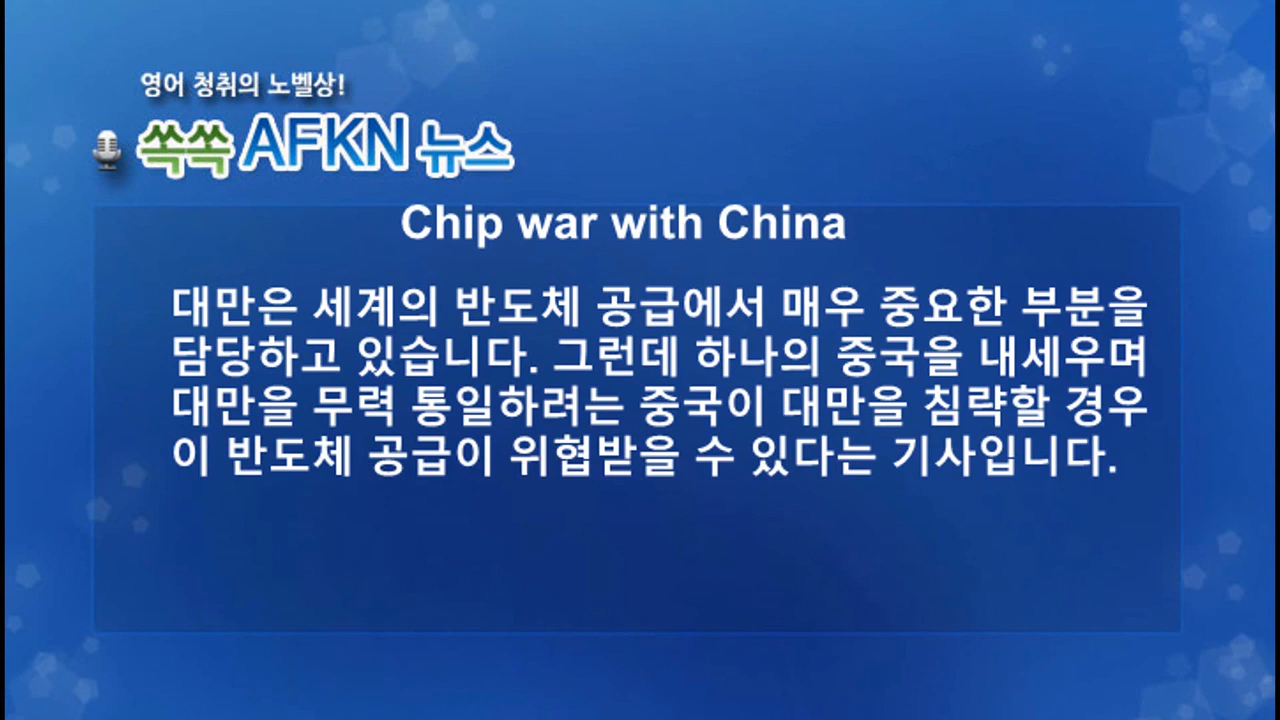 영어 청취의 노벨상!
쏙쏙 AFKN 뉴스
Chip war with China
대만은 세계의 반도체 공급에서 매우 중요한 부분을
담당하고 있습니다. 그런데 하나의 중국을 내세우며
대만을 무력 통일하려는 중국이 대만을 침략할 경우
이 반도체 공급이 위협받을 수 있다는 기사입니다.